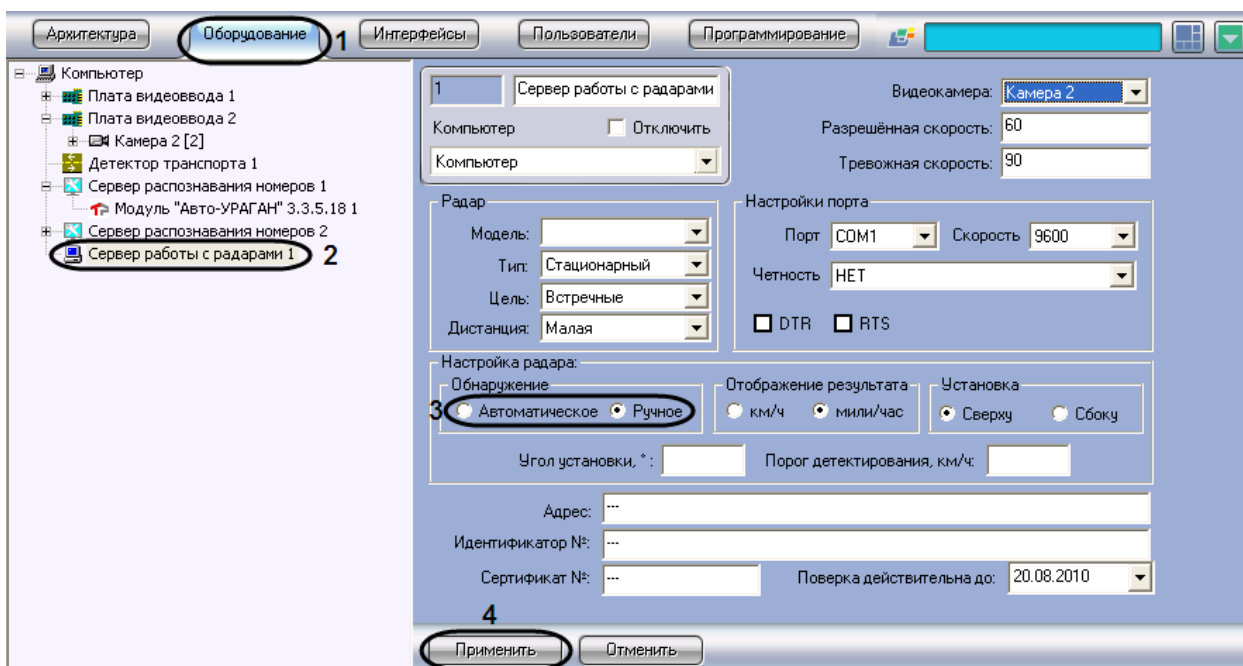 Архитектура Оборудование 1 Интерфейсы Пользователи Программирование
Компьютер
Плата видеоввода 1
Плата видеоввода 2
Камера 2 [2]
Детектор транспорта 1
Сервер распознавания номеров 1
Модуль "Авто-УРАГАН" 3.3.5.18 1
Сервер распознавания номеров 2
Сервер работы с радарами 1 2
1 Сервер работы с радарами
Компьютер Отключить
Компьютер
Видеокамера: Камера 2
Разрешённая скорость: 60
Тревожная скорость: 90
Радар
Модель:
Тип: Стационарный
Цель: Встречные
Дистанция: Малая
Настройки порта
Порт COM1 Скорость 9600
Четность НЕТ
DTR RTS
Настройка радара:
Обнаружение
3 Автоматическое Ручное
Отображение результата
км/ч мили/час
Установка
Сверху Сбоку
Угол установки, ° : Порог детектирования, км/ч:
Адрес: ---
Идентификатор №: ---
Сертификат №: --- Поверка действительна до: 20.08.2010
4
Применить Отменить